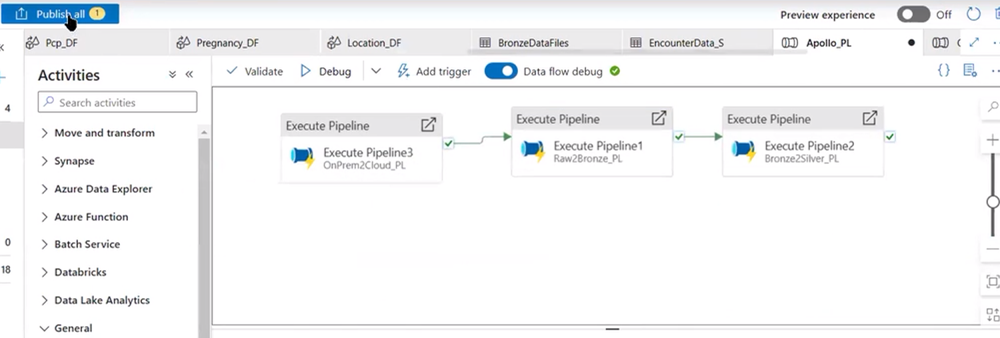 Publish all 1
Preview experience Off
Pcp_DF
Pregnancy_DF
Location_DF
BronzeDataFiles
EncounterData_S
Apollo_PL
Activities
Validate
Debug
Add trigger
Data flow debug
Search activities
4
Move and transform
Synapse
Azure Data Explorer
Azure Function
0
Batch Service
18
Databricks
Data Lake Analytics
General
Execute Pipeline
Execute Pipeline3
OnPrem2Cloud_PL
Execute Pipeline
Execute Pipeline1
Raw2Bronze_PL
Execute Pipeline
Execute Pipeline2
Bronze2Silver_PL